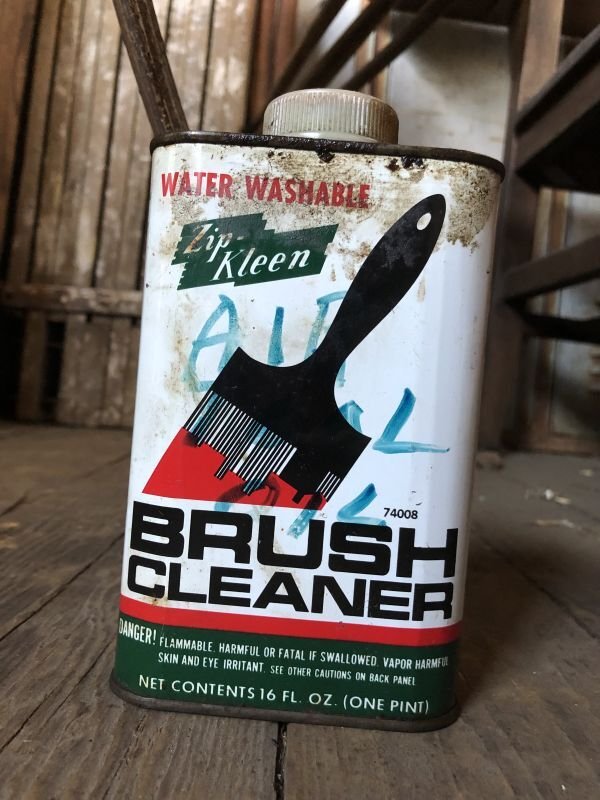 WATER WASHABLE
Zip-
Kleen
AIR
74008
BRUSH
CLEANER
DANGER! FLAMMABLE. HARMFUL OR FATAL IF SWALLOWED. VAPOR HARMFUL
SKIN AND EYE IRRITANT. SEE OTHER CAUTIONS ON BACK PANEL
NET CONTENTS 16 FL. OZ. (ONE PINT)